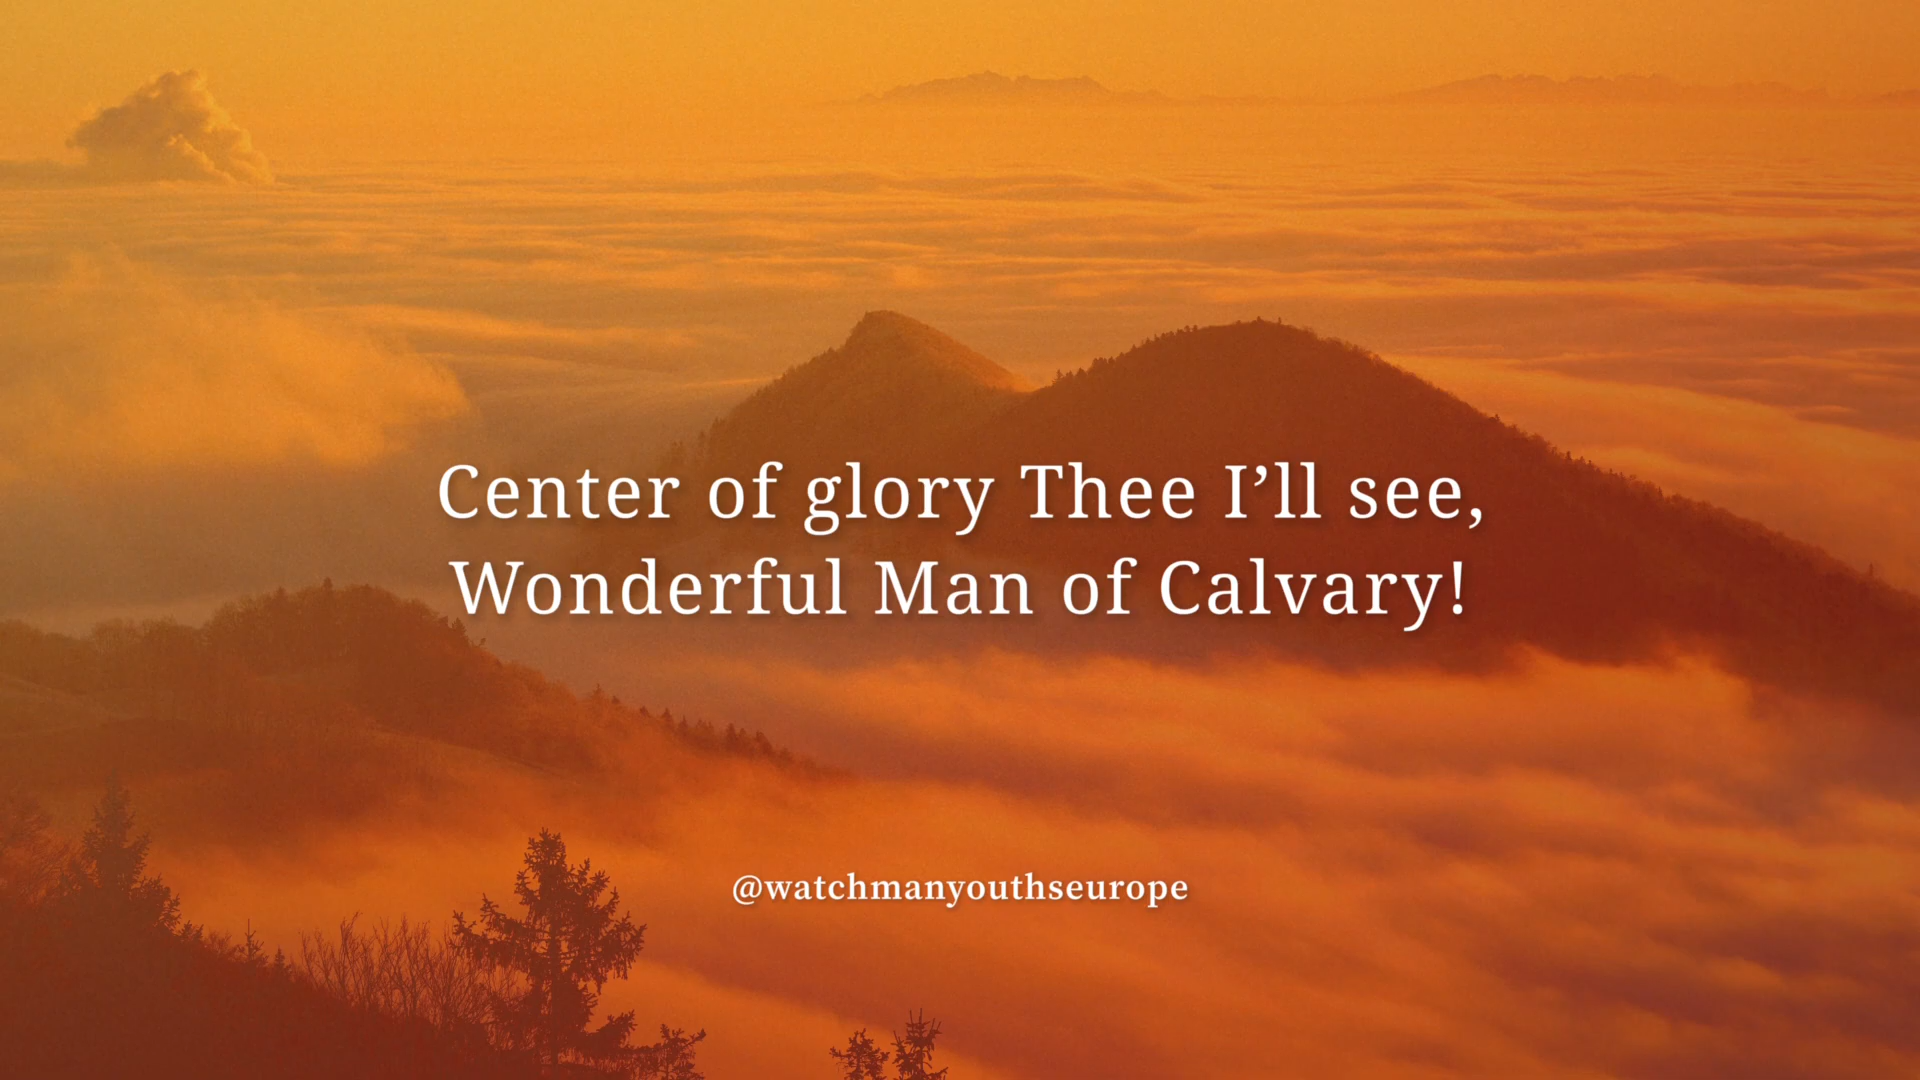 Center of glory Thee I’ll see,
Wonderful Man of Calvary!
@watchmanyouthseurope